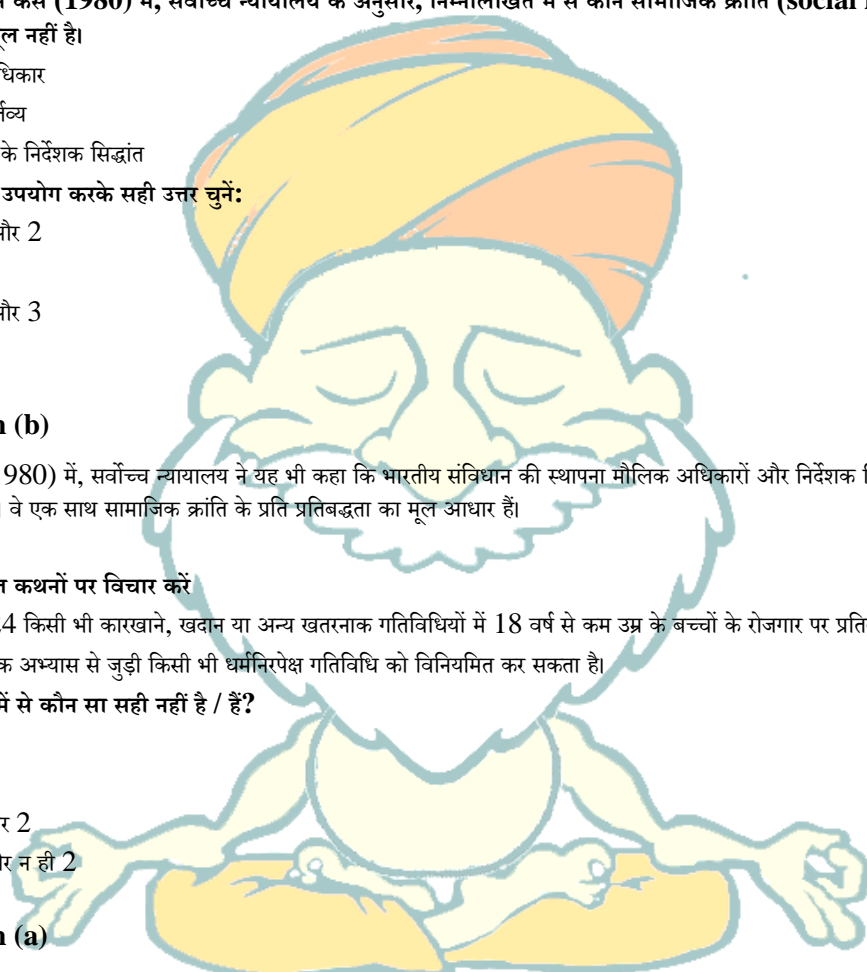 केस (1980) में, सर्वोच्च न्यायालय के अनुसार, निम्नलिखित में से कौन सामाजिक क्रांति (social
मूल नहीं है।
धिकार
र्तव्य
के निर्देशक सिद्धांत
उपयोग करके सही उत्तर चुनें:
और 2
और 3
(b)
1980) में, सर्वोच्च न्यायालय ने यह भी कहा कि भारतीय संविधान की स्थापना मौलिक अधिकारों और निर्देशक
वे एक साथ सामाजिक क्रांति के प्रति प्रतिबद्धता का मूल आधार हैं।
कथनों पर विचार करें
24 किसी भी कारखाने, खदान या अन्य खतरनाक गतिविधियों में 18 वर्ष से कम उम्र के बच्चों के रोजगार पर
क अभ्यास से जुड़ी किसी भी धर्मनिरपेक्ष गतिविधि को विनियमित कर सकता है।
में से कौन सा सही नहीं है / हैं?
र 2
और न ही 2
(a)